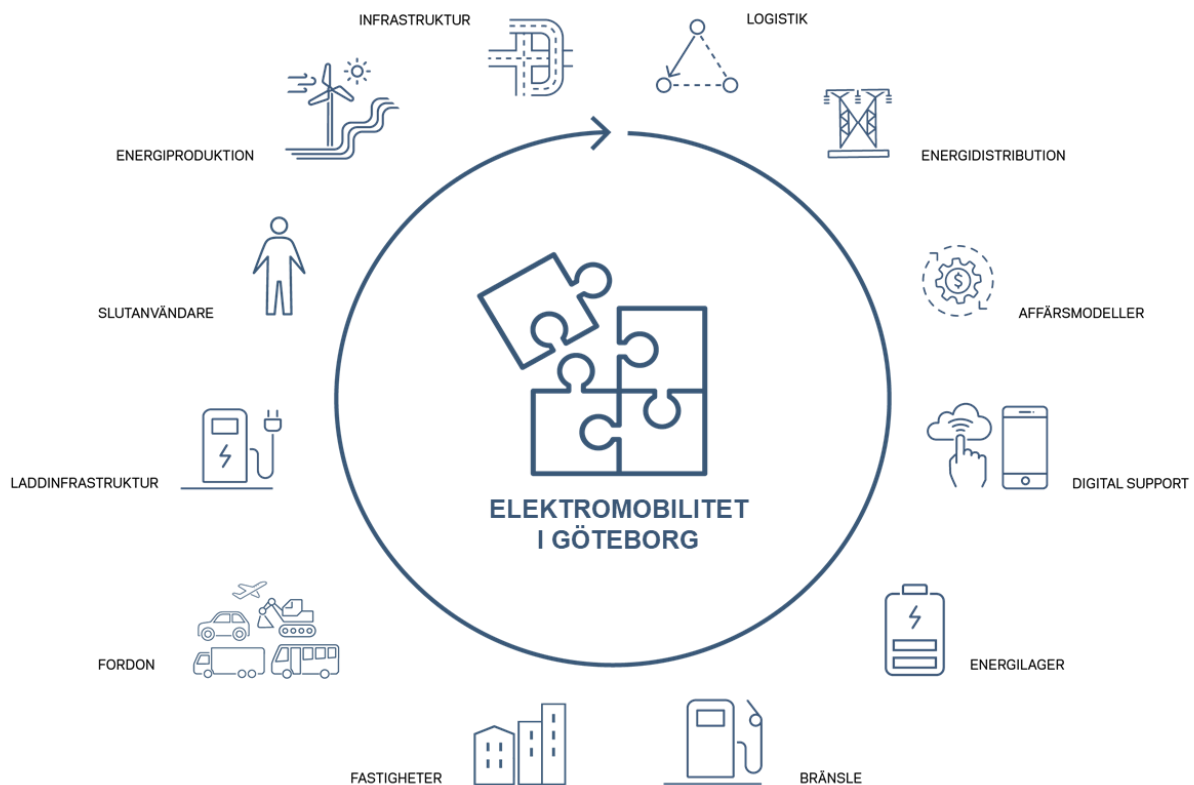 INFRASTRUKTUR
LOGISTIK
ENERGIPRODUKTION
ENERGIDISTRIBUTION
SLUTANVÄNDARE
AFFÄRSMODELLER
$
LADDINFRASTRUKTUR
DIGITAL SUPPORT
ELEKTROMOBILITET
I GÖTEBORG
FORDON
ENERGILAGER
FASTIGHETER
BRÄNSLE